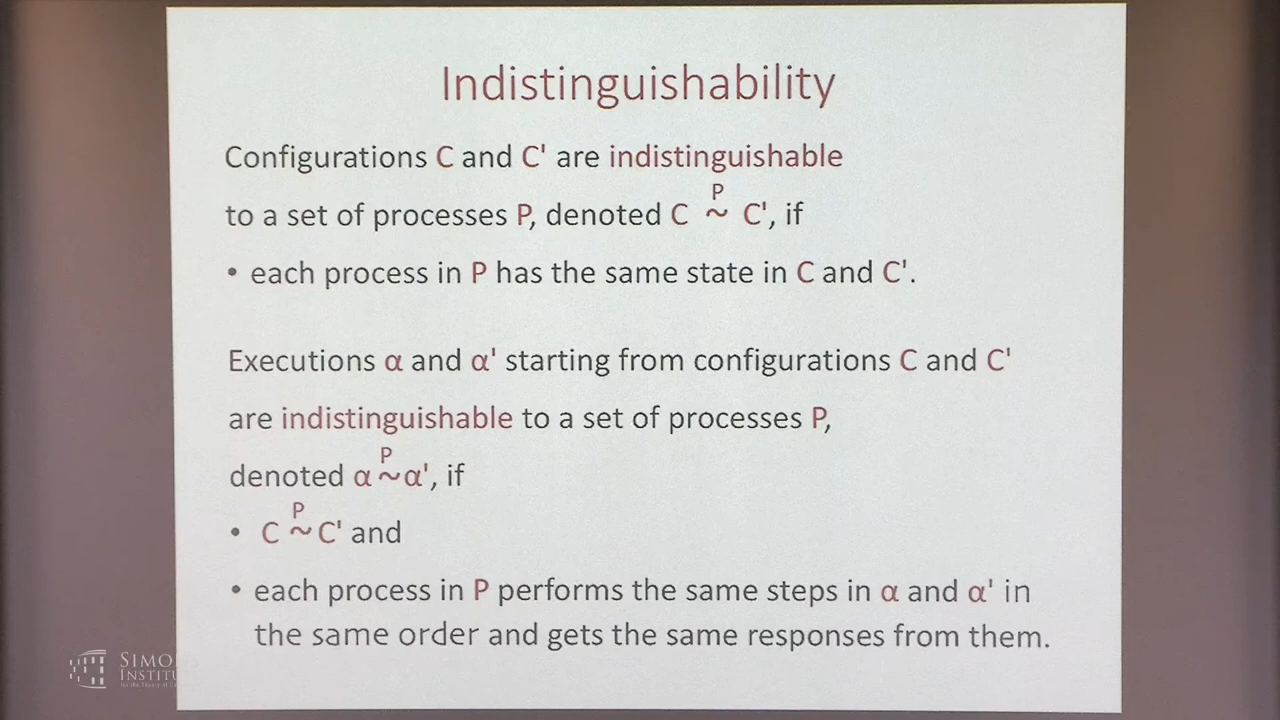 Indistinguishability
Configurations C and C' are indistinguishable
P
to a set of processes P, denoted C ~ C', if
• each process in P has the same state in C and C'.
Executions α and α' starting from configurations C and C'
are indistinguishable to a set of processes P,
P
denoted α ~ α', if
P
• C ~ C' and
• each process in P performs the same steps in α and α' in
the same order and gets the same responses from them.
SIMO
INSTITU